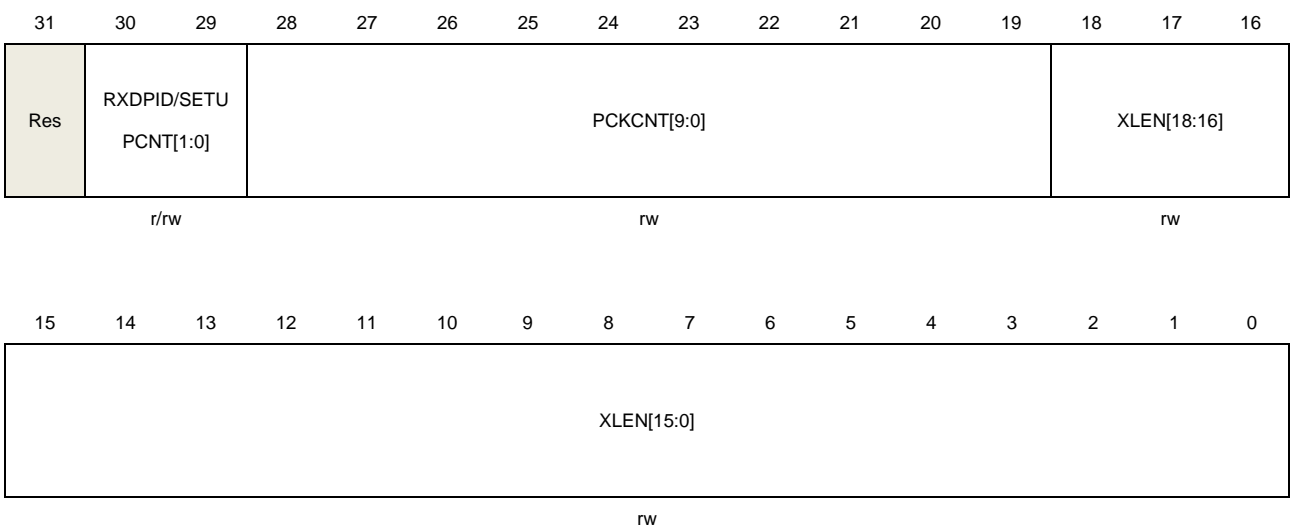 31 30 29 28 27 26 25 24 23 22 21 20 19 18 17 16
Res RXDPID/SETU PCNT[1:0] PCKCNT[9:0] XLEN[18:16]
r/rw rw rw
15 14 13 12 11 10 9 8 7 6 5 4 3 2 1 0
XLEN[15:0]
rw